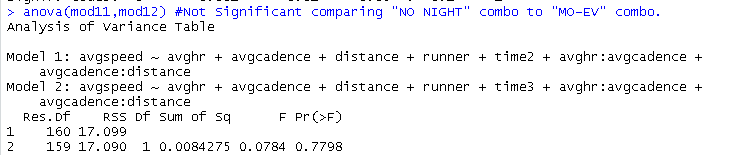 > anova(mod11,mod12) #Not Significant comparing "NO NIGHT" combo to "MO-EV" combo.
Analysis of Variance Table
Model 1: avgspeed ~ avghr + avgcadence + distance + runner + time2 + avghr:avgcadence +
avgcadence:distance
Model 2: avgspeed ~ avghr + avgcadence + distance + runner + time3 + avghr:avgcadence +
avgcadence:distance
Res.Df RSS Df Sum of Sq F Pr(>F)
1 160 17.099
2 159 17.090 1 0.0084275 0.0784 0.7798